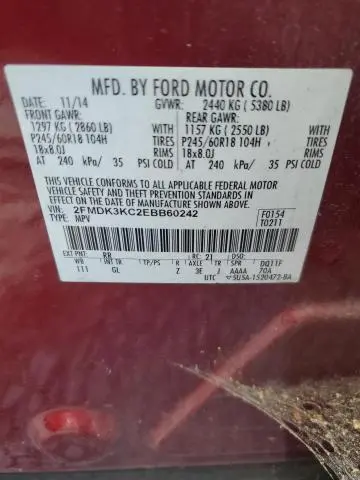 MFD. BY FORD MOTOR CO.
DATE: 11/14 GVWR: 2440 KG ( 5380 LB)
FRONT GAWR: REAR GAWR:
1297 KG ( 2860 LB) 1157 KG ( 2550 LB)
P245/60R18 104H TIRES P245/60R18 104H TIRES
18x8.0J RIMS 18x8.0J RIMS
AT 240 kPa/ 35 PSI COLD AT 240 kPa/ 35 PSI COLD
THIS VEHICLE CONFORMS TO ALL APPLICABLE FEDERAL MOTOR
VEHICLE SAFETY AND BUMPER AND THEFT PREVENTION STANDARDS IN
EFFECT ON THE DATE OF MANUFACTURE SHOWN ABOVE.
VIN: 2FMDK3KC2EBB60242 F0154
TYPE: MPV T0211
EXT PNT: RR RC: 21 DSO:
WB INT TR TP/PS R AXLE TR SPR DQ11F
111 GL Z 3E J AAAA 70A
UTC 5U5A-1520472-BA